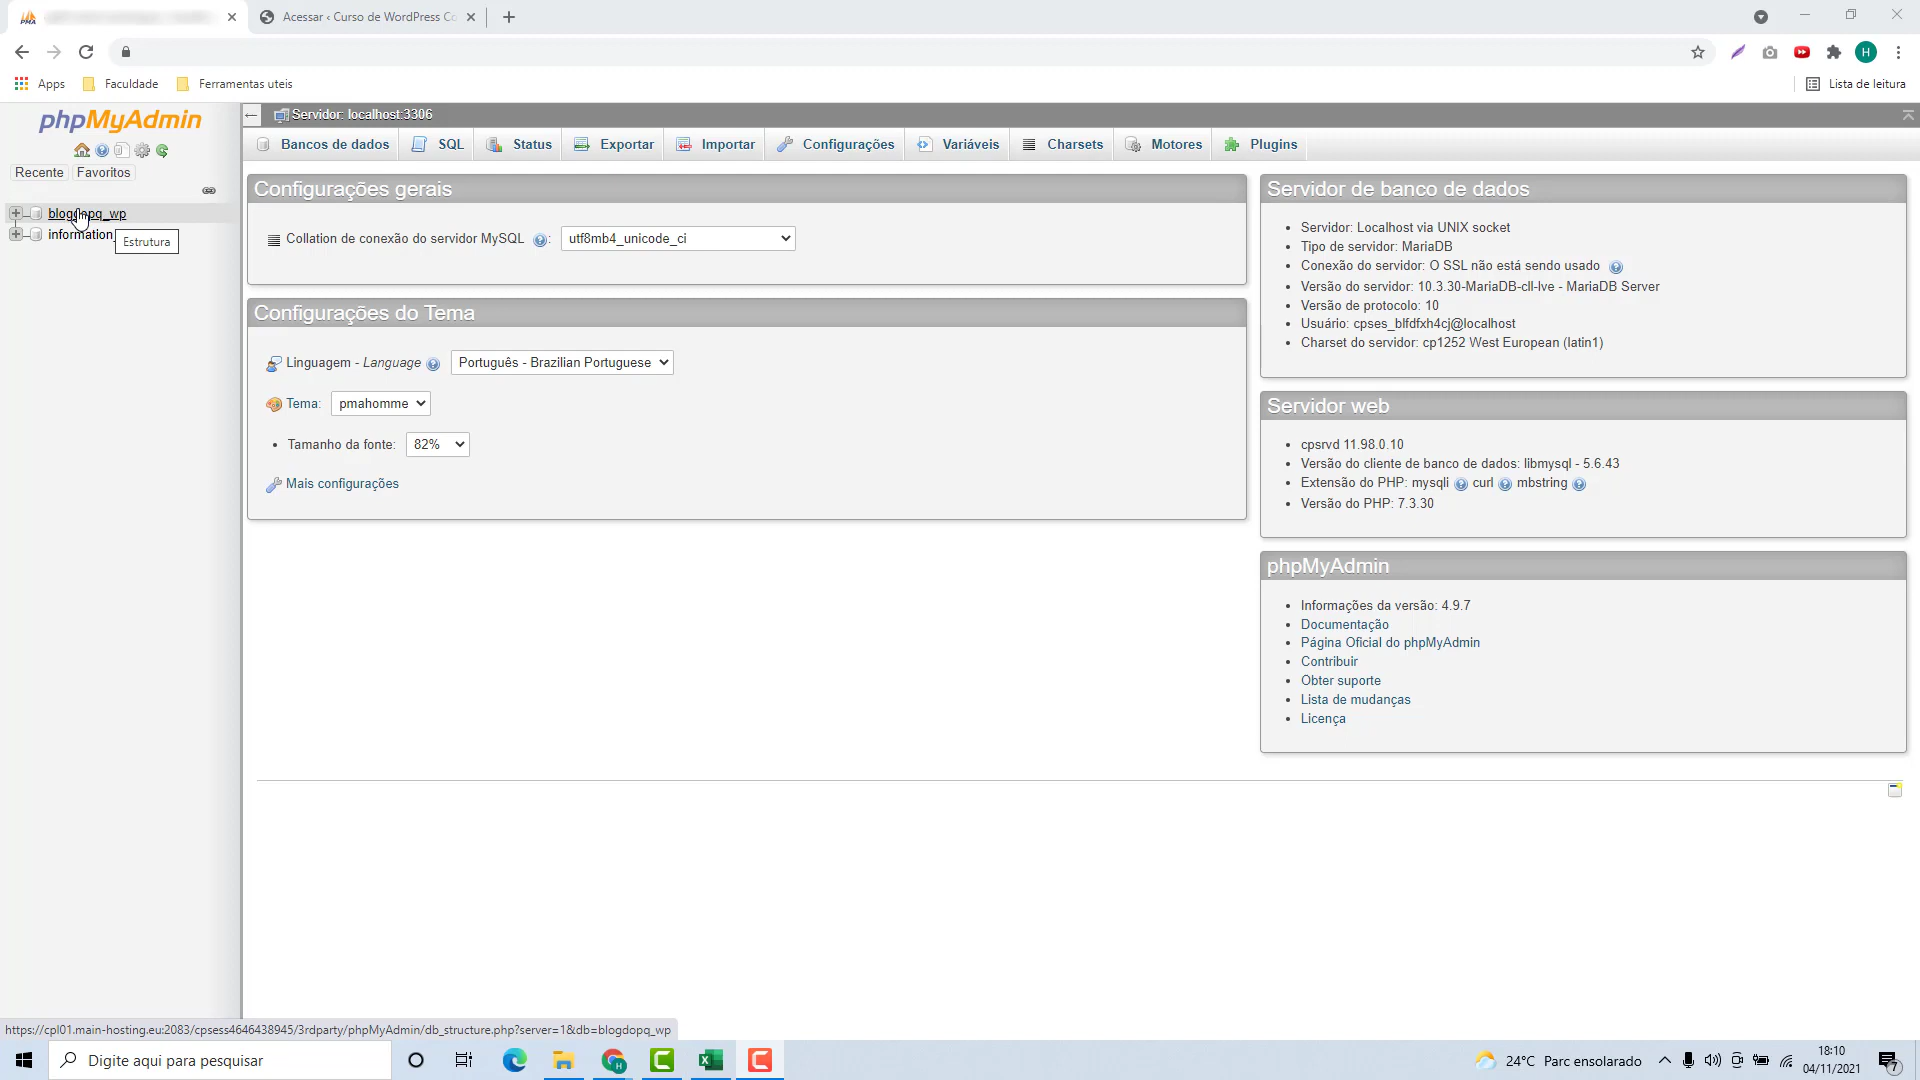 Acessar ‹ Curso de WordPress Co
Apps
Faculdade
Ferramentas uteis
Lista de leitura
phpMyAdmin
Recente
Favoritos
blogdopq_wp
information_
Estrutura
Servidor: localhost:3306
Bancos de dados
SQL
Status
Exportar
Importar
Configurações
Variáveis
Charsets
Motores
Plugins
Configurações gerais
Collation de conexão do servidor MySQL :
utf8mb4_unicode_ci
Configurações do Tema
Linguagem - Language
Português - Brazilian Portuguese
Tema:
pmahomme
Tamanho da fonte:
82%
Mais configurações
Servidor de banco de dados
Servidor: Localhost via UNIX socket
Tipo de servidor: MariaDB
Conexão do servidor: O SSL não está sendo usado
Versão do servidor: 10.3.30-MariaDB-cll-lve - MariaDB Server
Versão de protocolo: 10
Usuário: cpses_blfdfxh4cj@localhost
Charset do servidor: cp1252 West European (latin1)
Servidor web
cpsrvd 11.98.0.10
Versão do cliente de banco de dados: libmysql - 5.6.43
Extensão do PHP: mysqli curl mbstring
Versão do PHP: 7.3.30
phpMyAdmin
Informações da versão: 4.9.7
Documentação
Página Oficial do phpMyAdmin
Contribuir
Obter suporte
Lista de mudanças
Licença
https://cpl01.main-hosting.eu:2083/cpsess4646438945/3rdparty/phpMyAdmin/db_structure.php?server=1&db=blogdopq_wp
Digite aqui para pesquisar
24°C Parc ensolarado
18:10
04/11/2021
7
H
PMA